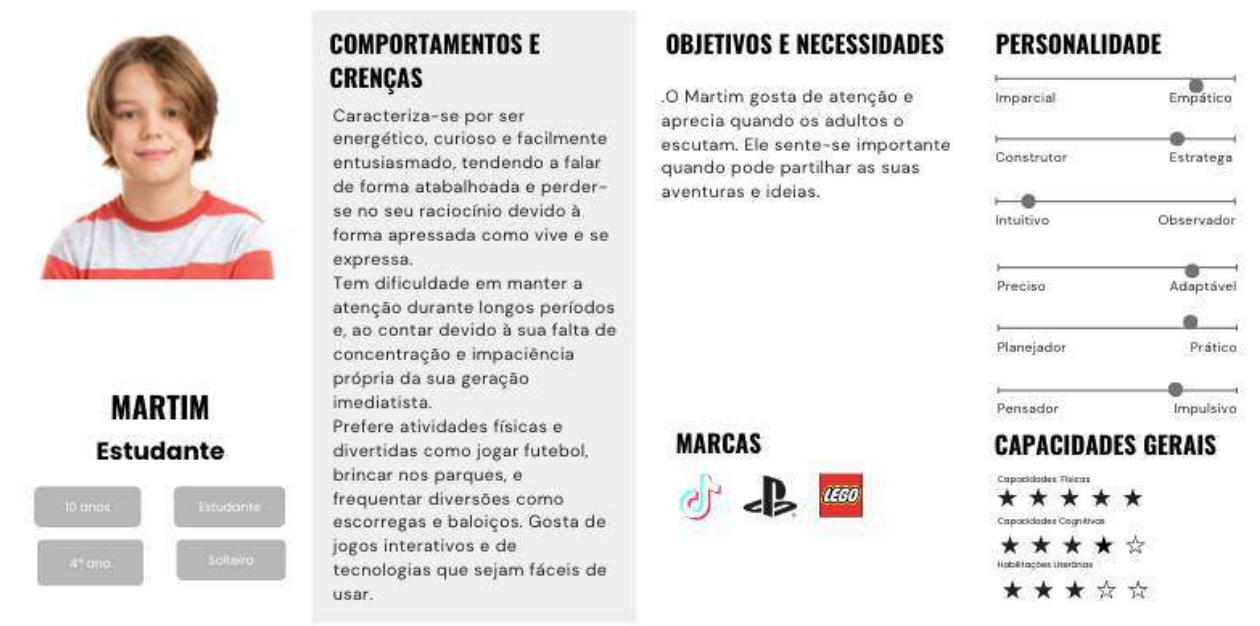 MARTIM
Estudante
10 anos
Estudante
4º ano
Solteiro
COMPORTAMENTOS E
CRENÇAS
Caracteriza-se por ser
energético, curioso e facilmente
entusiasmado, tendendo a falar
de forma atabalhoada e perder-
se no seu raciocínio devido à
forma apressada como vive e se
expressa.
Tem dificuldade em manter a
atenção durante longos períodos
e, ao contar devido à sua falta de
concentração e impaciência
própria da sua geração
imediatista.
Prefere atividades físicas e
divertidas como jogar futebol,
brincar nos parques, e
frequentar diversões como
escorregas e baloiços. Gosta de
jogos interativos e de
tecnologias que sejam fáceis de
usar.
OBJETIVOS E NECESSIDADES
.O Martim gosta de atenção e
aprecia quando os adultos o
escutam. Ele sente-se importante
quando pode partilhar as suas
aventuras e ideias.
MARCAS
LEGO
PERSONALIDADE
Imparcial Empático
Construtor Estratega
Intuitivo Observador
Preciso Adaptável
Planejador Prático
Pensador Impulsivo
CAPACIDADES GERAIS
Capacidades Físicas
Capacidades Cognitivas
Habilitações Literárias